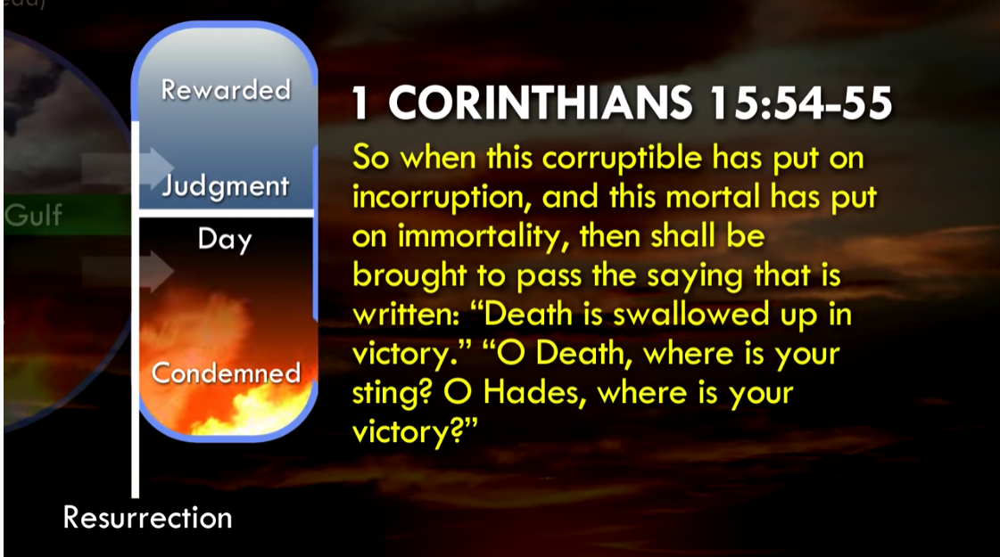 Rewarded
Judgment
Gulf
Day
Condemned
Resurrection
1 CORINTHIANS 15:54-55
So when this corruptible has put on
incorruption, and this mortal has put
on immortality, then shall be
brought to pass the saying that is
written: “Death is swallowed up in
victory.” “O Death, where is your
sting? O Hades, where is your
victory?”